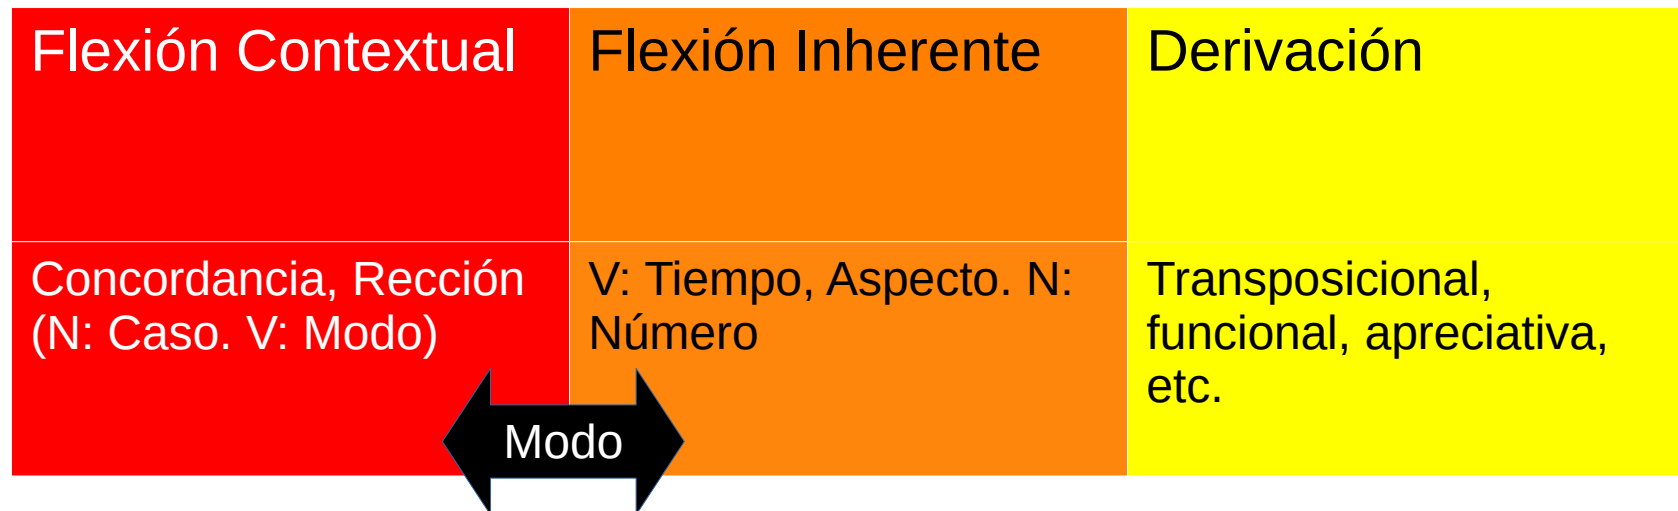 Flexión Contextual
Flexión Inherente
Derivación
Concordancia, Rección
(N: Caso. V: Modo)
V: Tiempo, Aspecto. N:
Número
Transposicional,
funcional, apreciativa,
etc.
Modo